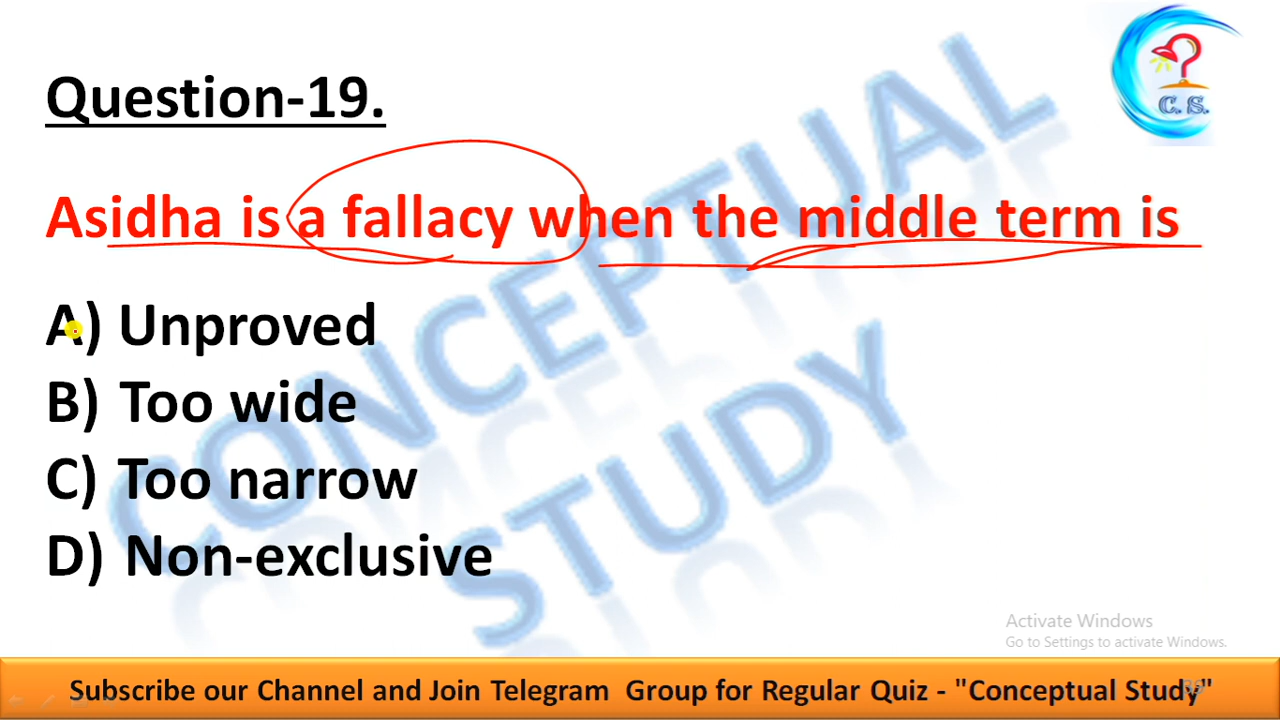 Question-19.
C. S.
Asidha is a fallacy when the middle term is
A) Unproved
B) Too wide
C) Too narrow
D) Non-exclusive
CONCEPTUAL
STUDY
Activate Windows
Go to Settings to activate Windows.
Subscribe our Channel and Join Telegram Group for Regular Quiz - "Conceptual Study"